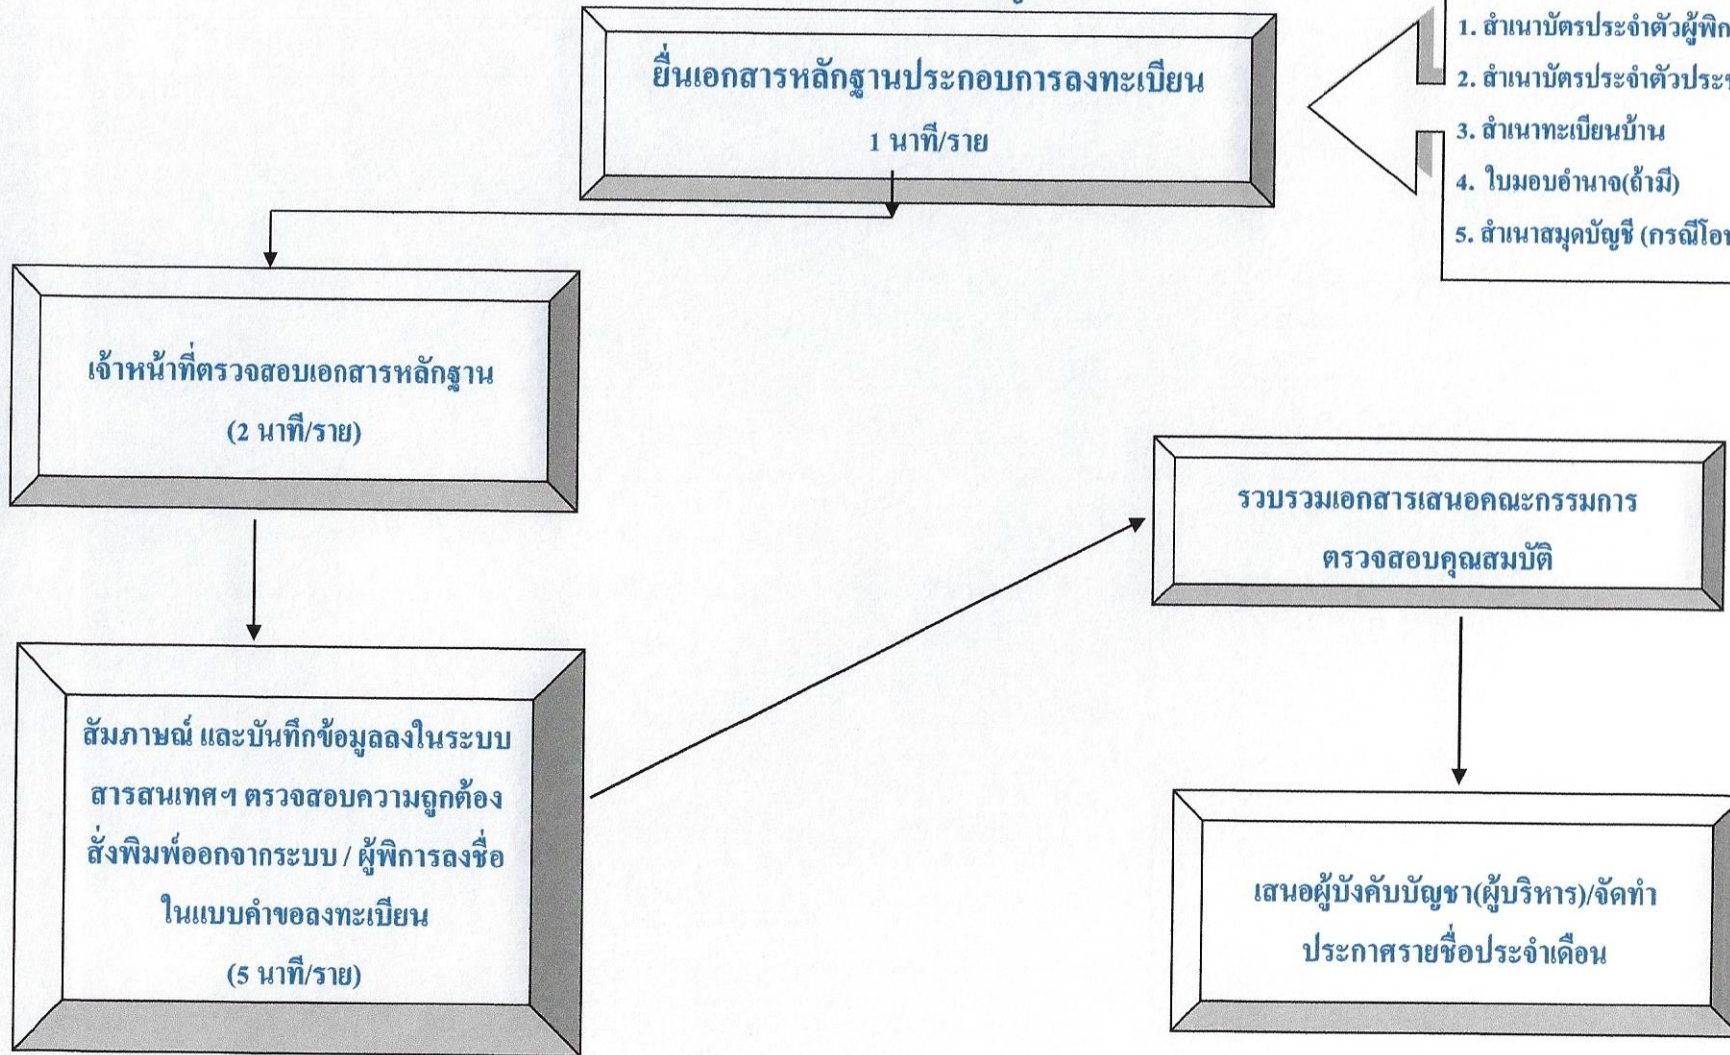 ยื่นเอกสารหลักฐานประกอบการลงทะเบียน
1 นาที/ราย
1. สำเนาบัตรประจำตัวผู้พิก
2. สำเนาบัตรประจำตัวประช
3. สำเนาทะเบียนบ้าน
4. ใบมอบอำนาจ(ถ้ามี)
5. สำเนาสมุดบัญชี (กรณีโอน
เจ้าหน้าที่ตรวจสอบเอกสารหลักฐาน
(2 นาที/ราย)
สัมภาษณ์ และบันทึกข้อมูลลงในระบบ
สารสนเทศฯ ตรวจสอบความถูกต้อง
สั่งพิมพ์ออกจากระบบ / ผู้พิการลงชื่อ
ในแบบคำขอลงทะเบียน
(5 นาที/ราย)
รวบรวมเอกสารเสนอคณะกรรมการ
ตรวจสอบคุณสมบัติ
เสนอผู้บังคับบัญชา(ผู้บริหาร)/จัดทำ
ประกาศรายชื่อประจำเดือน